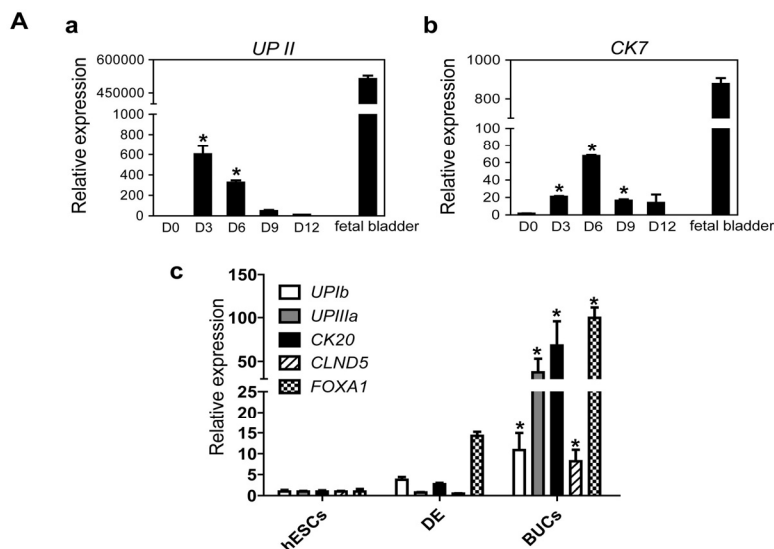 A
a
UP II
Relative expression
600000
450000
1000
800
600
400
200
0
*
*
D0 D3 D6 D9 D12 fetal bladder
b
CK7
Relative expression
1000
800
100
80
60
40
20
0
*
*
*
D0 D3 D6 D9 D12 fetal bladder
c
Relative expression
150
100
50
25
20
15
10
5
0
UPIb
UPIIIa
CK20
CLND5
FOXA1
*
*
*
*
*
hESCs DE BUCs